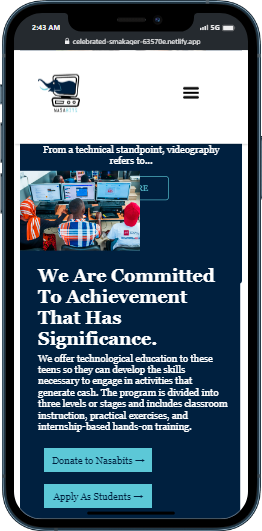 2:43 AM
5G
celebrated-smakager-63570e.netlify.app
NASABITS
From a technical standpoint, videography
refers to...
RE
We Are Committed
To Achievement
That Has
Significance.
We offer technological education to these
teens so they can develop the skills
necessary to engage in activities that
generate cash. The program is divided into
three levels or stages and includes classroom
instruction, practical exercises, and
internship-based hands-on training.
Donate to Nasabits →
Apply As Students →